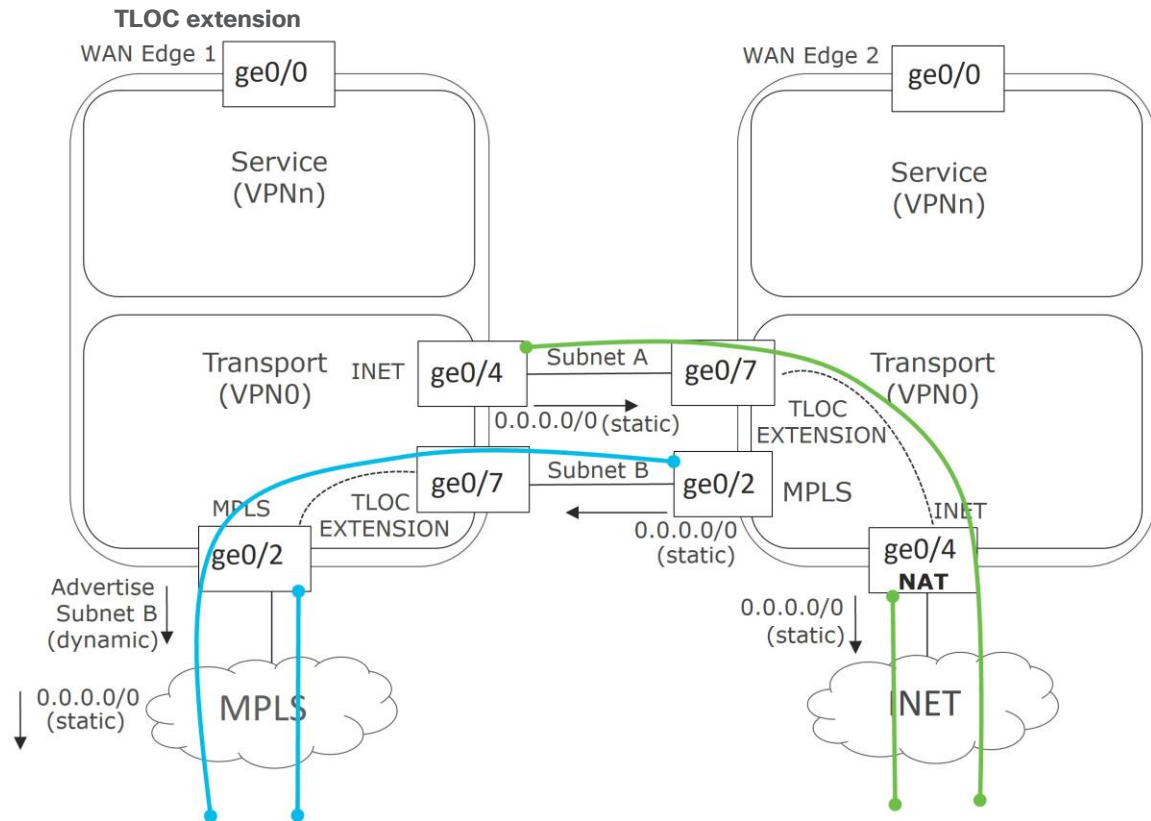 TLOC extension
WAN Edge 1
ge0/0
WAN Edge 2
ge0/0
Service
(VPNn)
Service
(VPNn)
Transport
(VPN0)
INET
ge0/4
Subnet A
ge0/7
Transport
(VPN0)
0.0.0.0/0 (static)
TLOC
EXTENSION
ge0/7
Subnet B
ge0/2
MPLS
TLOC
EXTENSION
0.0.0.0/0
(static)
MPLS
ge0/2
INET
ge0/4
NAT
Advertise
Subnet B
(dynamic)
0.0.0.0/0
(static)
0.0.0.0/0
(static)
MPLS
INET